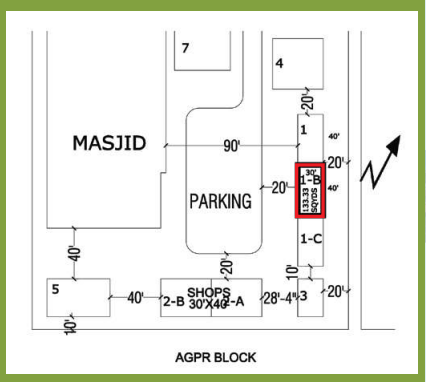 7
4
20'
1
40'
MASJID
90'
20'
30'
1-B
133.33
SQYDS
40'
20'
PARKING
1-C
40'
20'
10'
5
40'
2-B
SHOPS
30'X40'
2-A
28'-4"
3
20'
10'
AGPR BLOCK